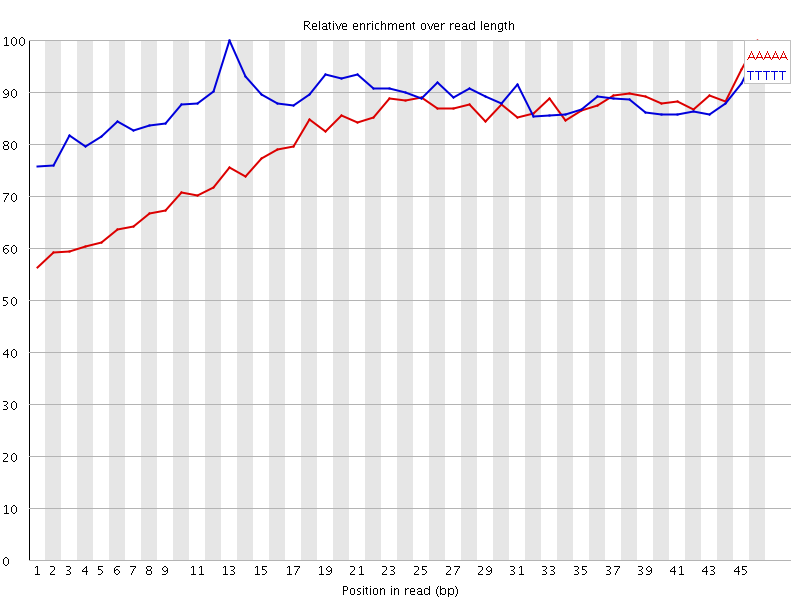 Relative enrichment over read length
100
90
80
70
60
50
40
30
20
10
0
AAAAA
TTTTT
1 2 3 4 5 6 7 8 9 11 13 15 17 19 21 23 25 27 29 31 33 35 37 39 41 43 45
Position in read (bp)